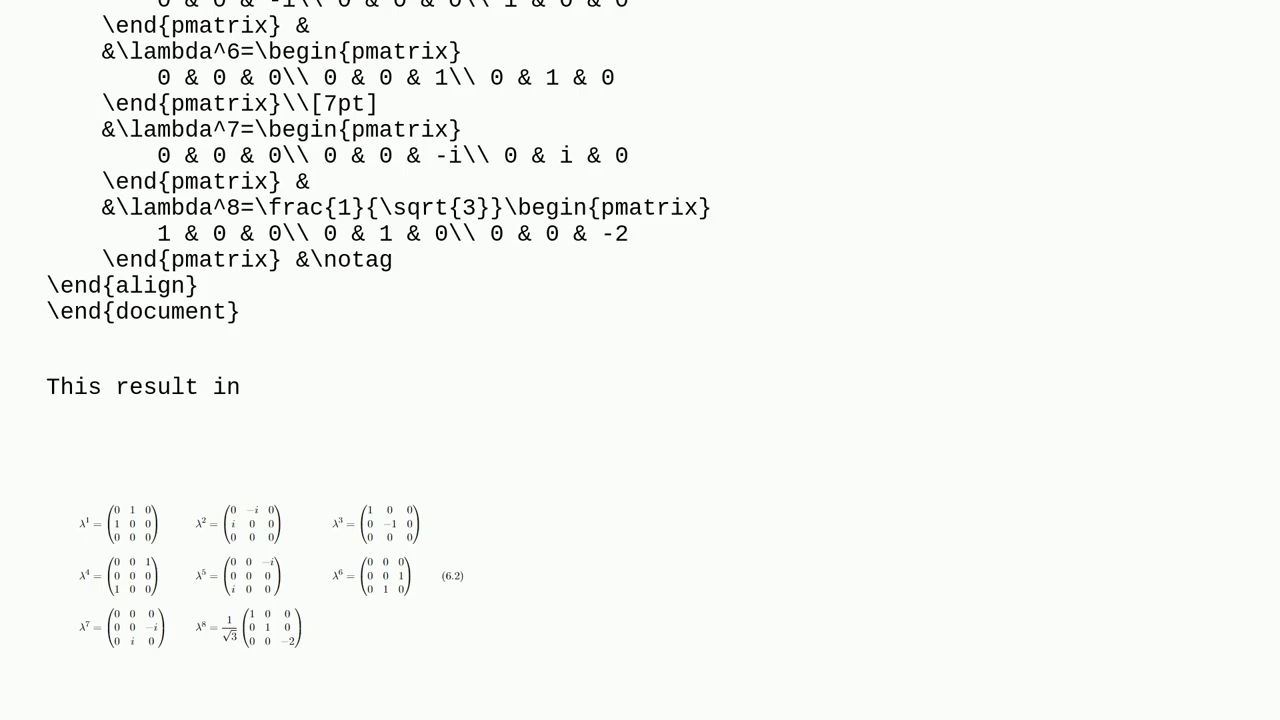 0 & 0 & -i\\ 0 & 0 & 0\\ i & 0 & 0
\end{pmatrix} &
&\lambda^6=\begin{pmatrix}
0 & 0 & 0\\ 0 & 0 & 1\\ 0 & 1 & 0
\end{pmatrix}\\[7pt]
&\lambda^7=\begin{pmatrix}
0 & 0 & 0\\ 0 & 0 & -i\\ 0 & i & 0
\end{pmatrix} &
&\lambda^8=\frac{1}{\sqrt{3}}\begin{pmatrix}
1 & 0 & 0\\ 0 & 1 & 0\\ 0 & 0 & -2
\end{pmatrix} &\notag
\end{align}
\end{document}
This result in
λ¹ = (0 1 0 1 0 0 0 0 0) λ² = (0 −i 0 i 0 0 0 0 0) λ³ = (1 0 0 0 −1 0 0 0 0)
λ⁴ = (0 0 1 0 0 0 1 0 0) λ⁵ = (0 0 −i 0 0 0 i 0 0) λ⁶ = (0 0 0 0 0 1 0 1 0) (6.2)
λ⁷ = (0 0 0 0 0 −i 0 i 0) λ⁸ = 1/√3 (1 0 0 0 1 0 0 0 −2)